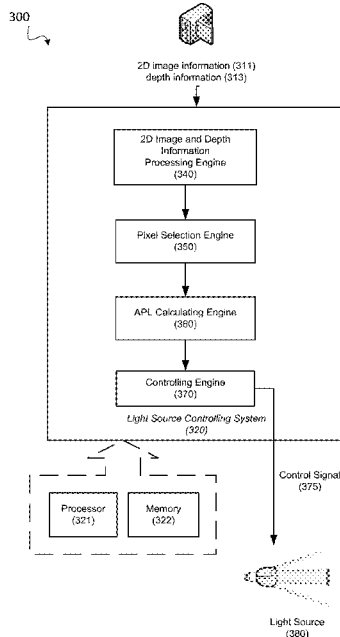 300
2D image information (311)
depth information (313)
2D Image and Depth
Information
Processing Engine
(340)
Pixel Selection Engine
(350)
APL Calculating Engine
(360)
Controlling Engine
(370)
Light Source Controlling System
(320)
Control Signal
(375)
Processor
(321)
Memory
(322)
Light Source
(380)